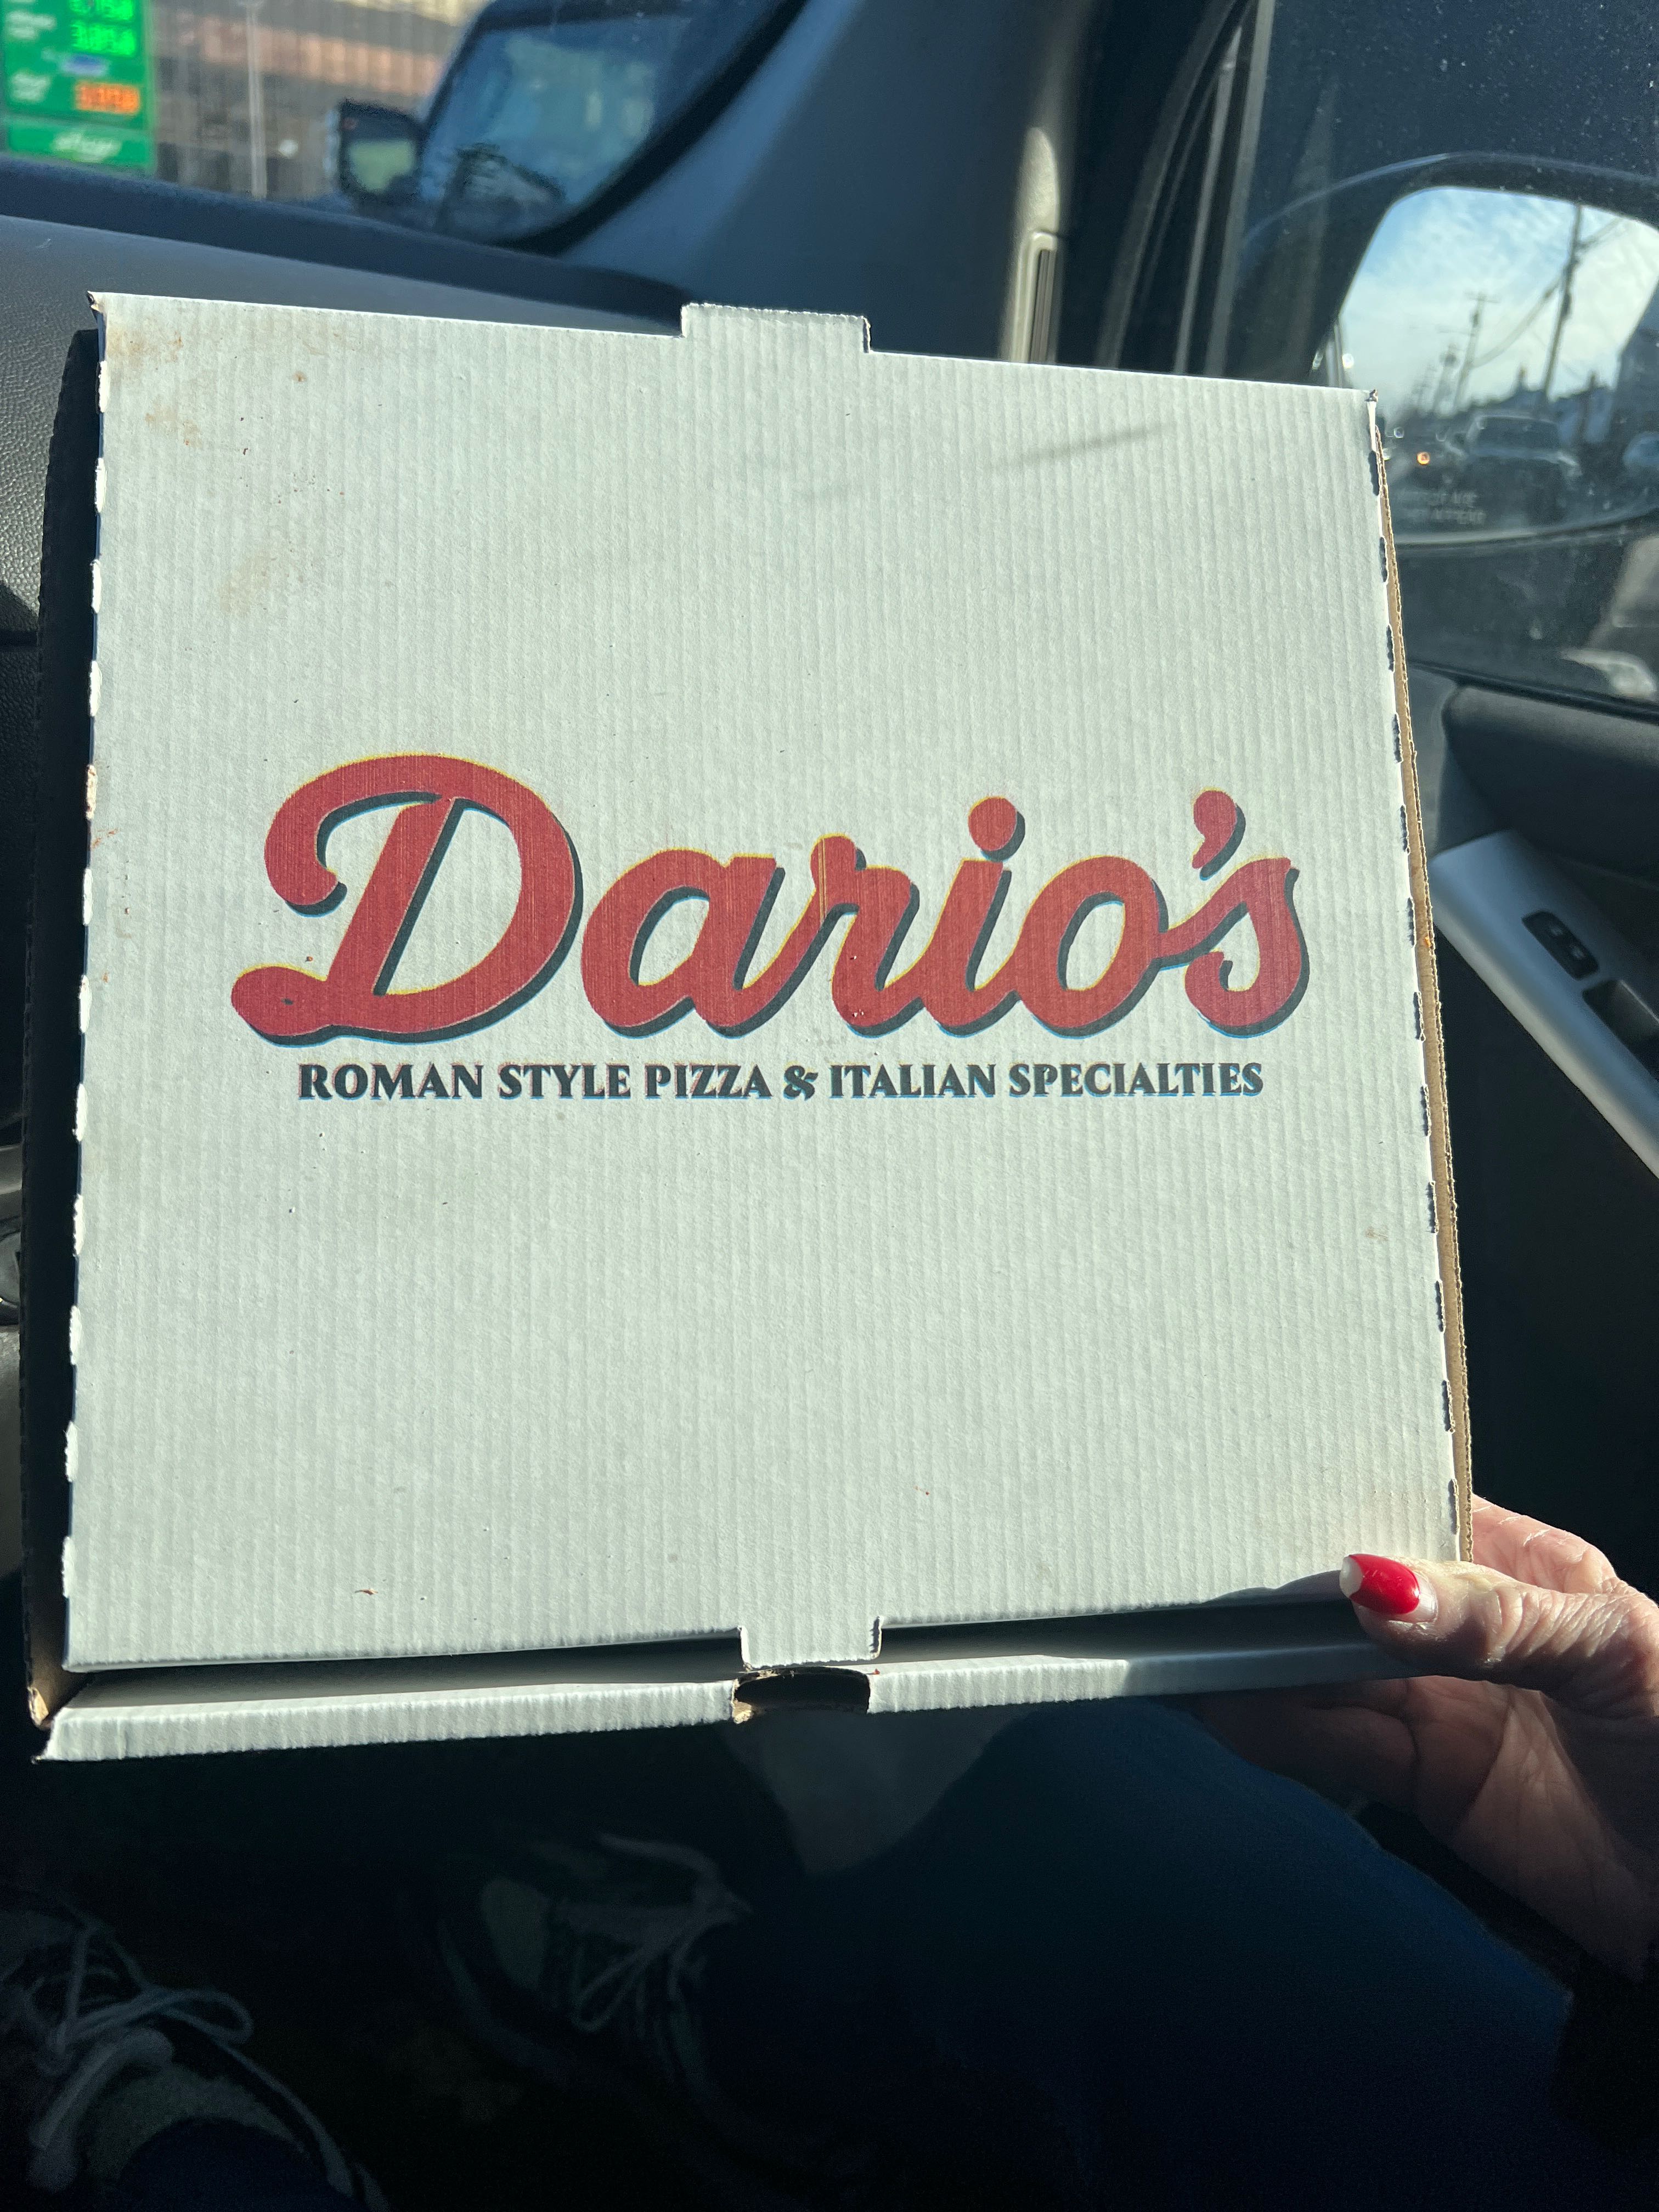 Dario's
ROMAN STYLE PIZZA & ITALIAN SPECIALTIES